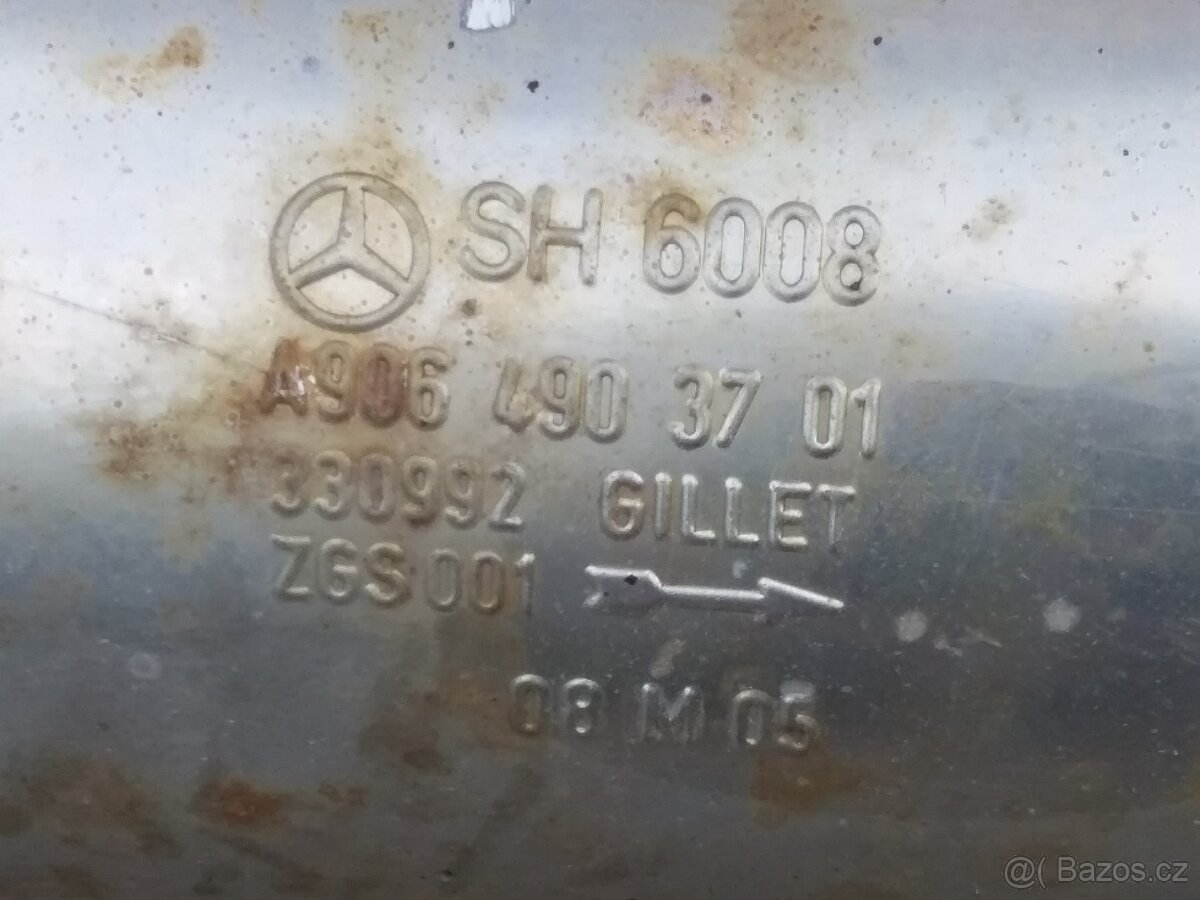 SH 6008
A906 490 37 01
330992 GILLET
ZGS 001
08 M 05
@( Bazos.cz